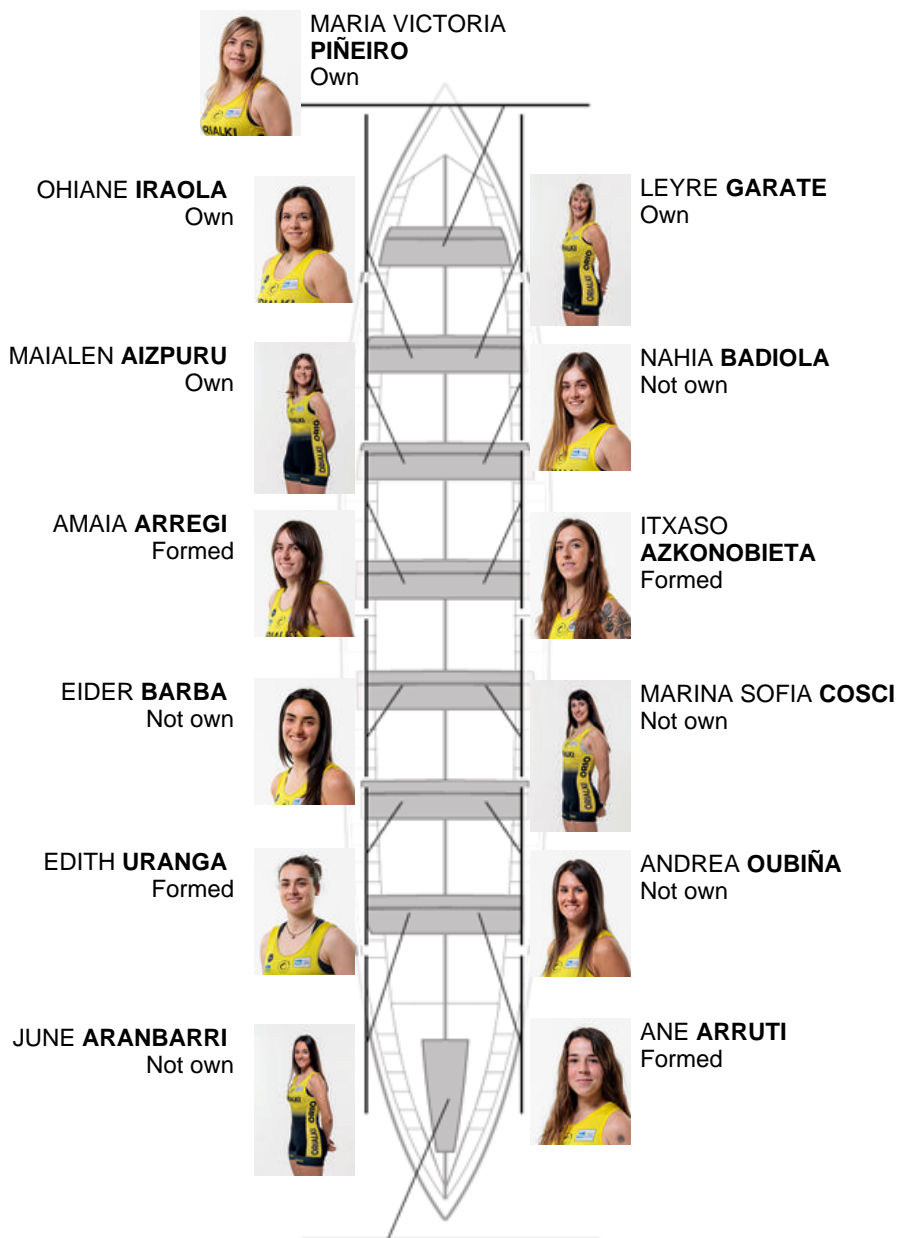 MARIA VICTORIA
PIÑEIRO
Own
OHIANE IRAOLA
Own
LEYRE GARATE
Own
MAIALEN AIZPURU
Own
NAHIA BADIOLA
Not own
AMAIA ARREGI
Formed
ITXASO
AZKONOBIETA
Formed
EIDER BARBA
Not own
MARINA SOFIA COSCI
Not own
EDITH URANGA
Formed
ANDREA OUBIÑA
Not own
JUNE ARANBARRI
Not own
ANE ARRUTI
Formed